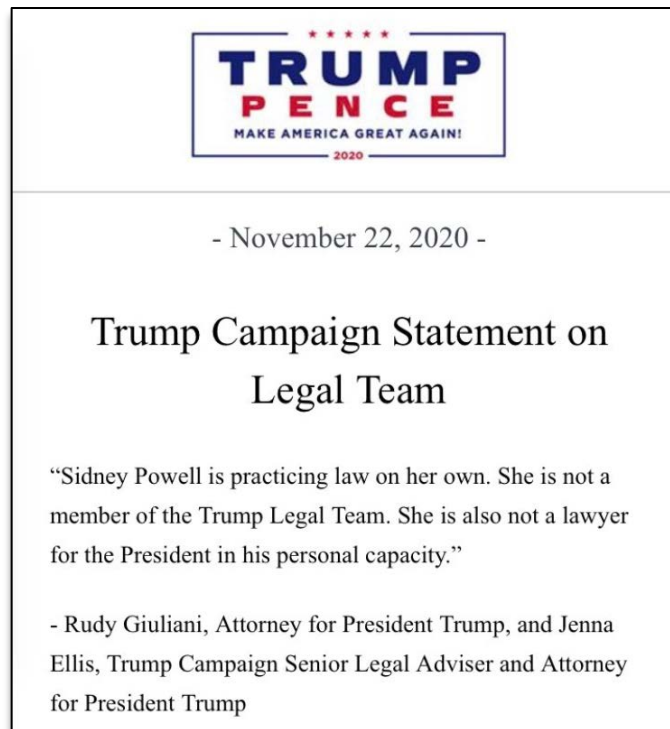 ★★★★★
TRUMP
PENCE
MAKE AMERICA GREAT AGAIN!
2020
- November 22, 2020 -
Trump Campaign Statement on
Legal Team
“Sidney Powell is practicing law on her own. She is not a
member of the Trump Legal Team. She is also not a lawyer
for the President in his personal capacity.”
- Rudy Giuliani, Attorney for President Trump, and Jenna
Ellis, Trump Campaign Senior Legal Adviser and Attorney
for President Trump